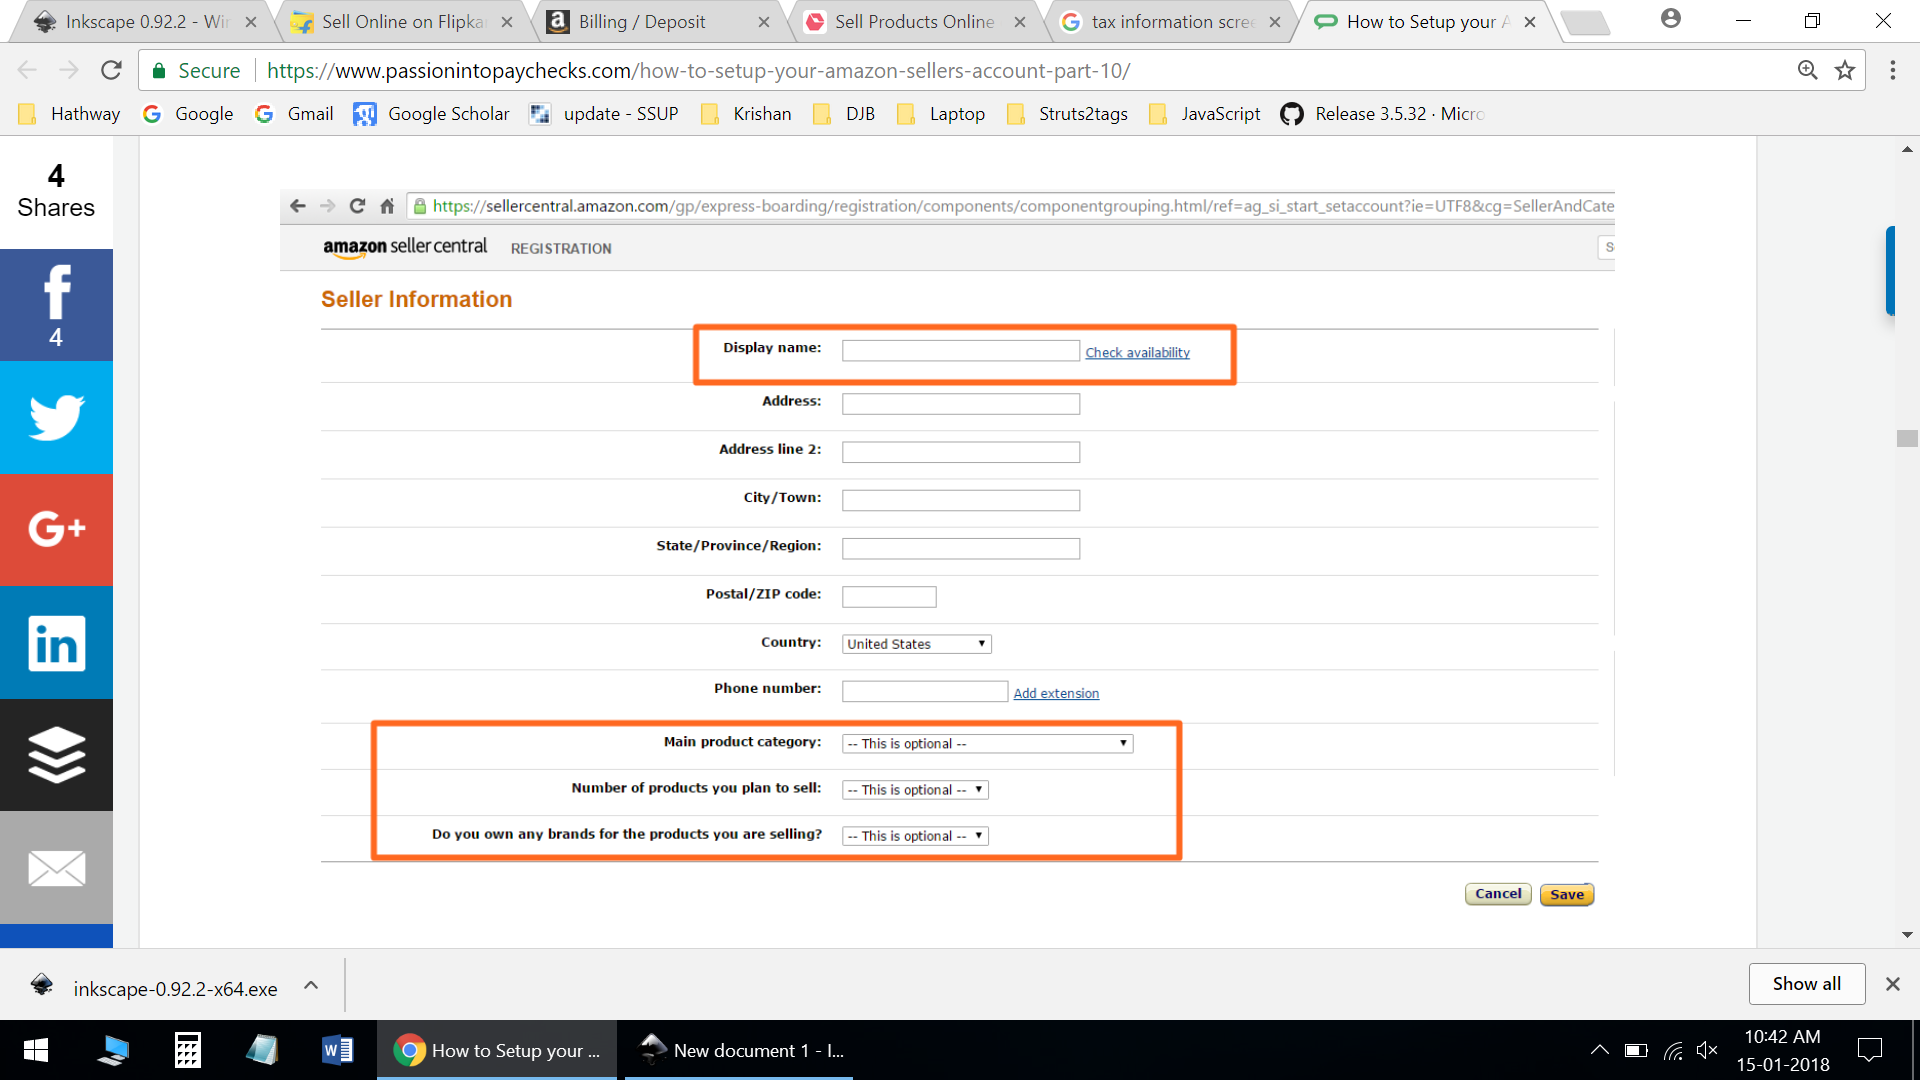 Inkscape 0.92.2 - Wi
Sell Online on Flipka
Billing / Deposit
Sell Products Online
tax information scree
How to Setup your A
Secure
https://www.passionintopaychecks.com/how-to-setup-your-amazon-sellers-account-part-10/
Hathway
Google
Gmail
Google Scholar
update - SSUP
Krishan
DJB
Laptop
Struts2tags
JavaScript
Release 3.5.32 · Micro
4
Shares
4
G+
in
https://sellercentral.amazon.com/gp/express-boarding/registration/components/componentgrouping.html/ref=ag_si_start_setaccount?ie=UTF8&cg=SellerAndCate
amazon seller central
REGISTRATION
S
Seller Information
Display name:
Check availability
Address:
Address line 2:
City/Town:
State/Province/Region:
Postal/ZIP code:
Country:
United States
Phone number:
Add extension
Main product category:
-- This is optional --
Number of products you plan to sell:
-- This is optional --
Do you own any brands for the products you are selling?
-- This is optional --
Cancel
Save
inkscape-0.92.2-x64.exe
Show all
How to Setup your ...
New document 1 - I...
10:42 AM
15-01-2018